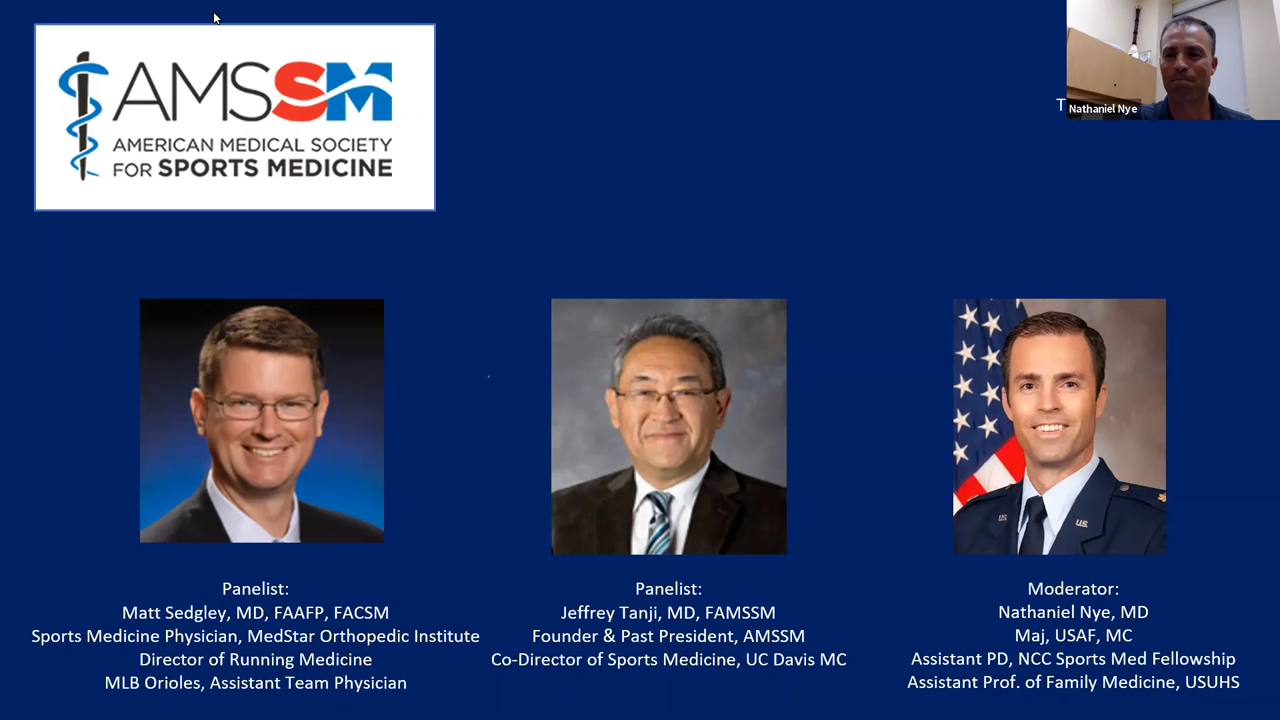 AMSSM
AMERICAN MEDICAL SOCIETY
FOR SPORTS MEDICINE
T
Nathaniel Nye
Panelist:
Matt Sedgley, MD, FAAFP, FACSM
Sports Medicine Physician, MedStar Orthopedic Institute
Director of Running Medicine
MLB Orioles, Assistant Team Physician
Panelist:
Jeffrey Tanji, MD, FAMSSM
Founder & Past President, AMSSM
Co-Director of Sports Medicine, UC Davis MC
U.S.
U.S.
Moderator:
Nathaniel Nye, MD
Maj, USAF, MC
Assistant PD, NCC Sports Med Fellowship
Assistant Prof. of Family Medicine, USUHS